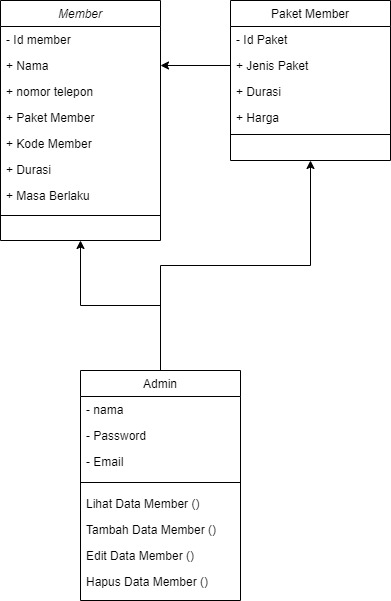 Member
- Id member
+ Nama
+ nomor telepon
+ Paket Member
+ Kode Member
+ Durasi
+ Masa Berlaku
Paket Member
- Id Paket
+ Jenis Paket
+ Durasi
+ Harga
Admin
- nama
- Password
- Email
Lihat Data Member ()
Tambah Data Member ()
Edit Data Member ()
Hapus Data Member ()